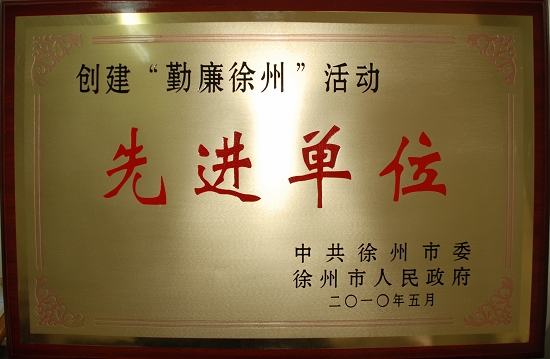 创建“勤廉徐州”活动
先进单位
中共徐州市委
徐州市人民政府
二〇一〇年五月